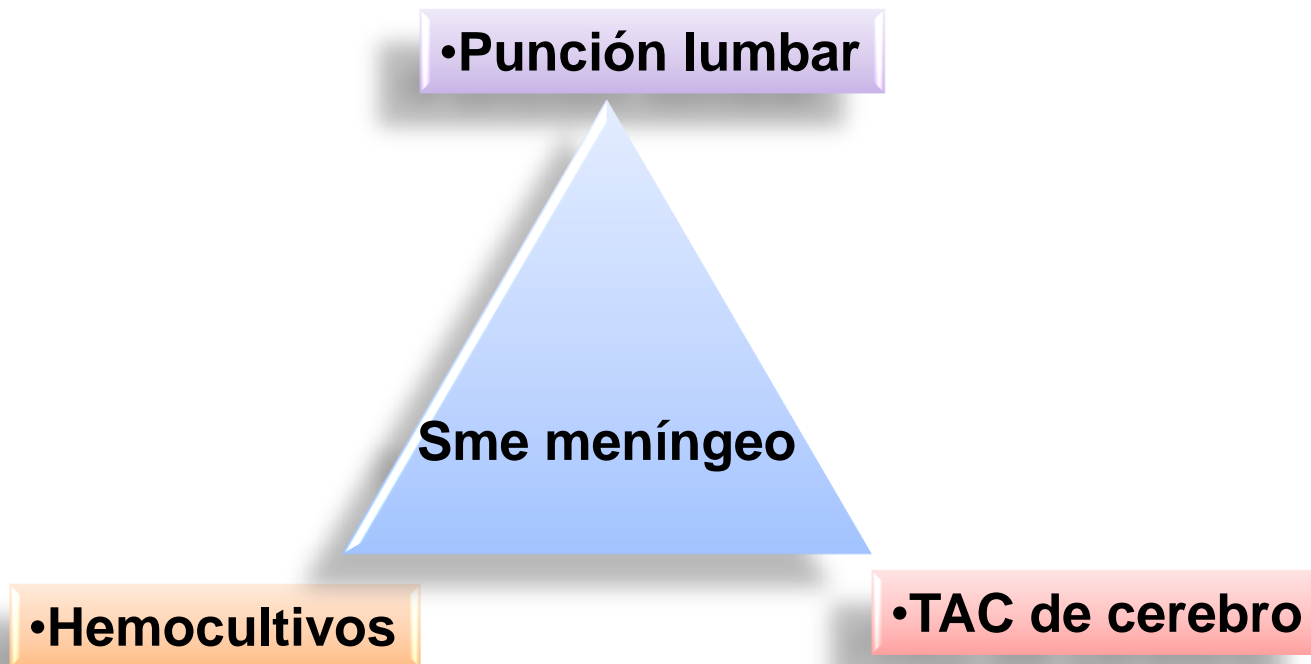 •Punción lumbar
Sme meníngeo
•Hemocultivos
•TAC de cerebro